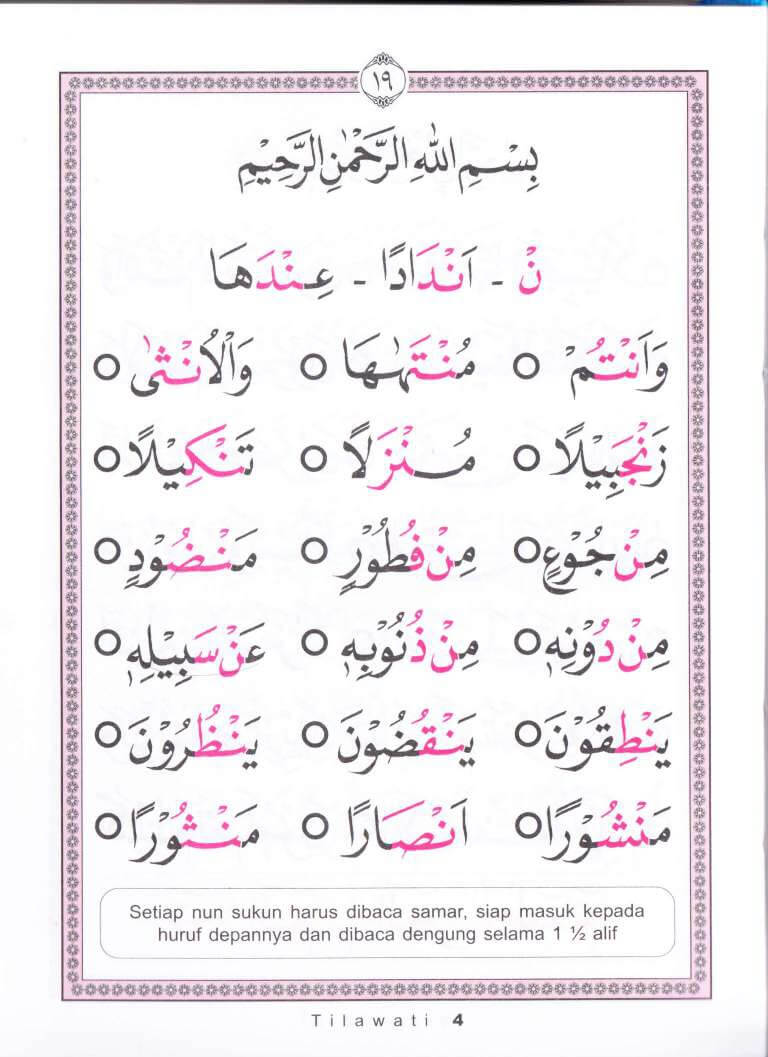 ١٩
بِسْمِ اللّٰهِ الرَّحْمٰنِ الرَّحِيْمِ
نْ - اَنْدَادًا - عِنْدَهَا
وَاَنْتُمْ ○ مُنْتَهٰىهَا ○ وَالْاُنْثٰى ○
زَنْجَبِيْلًا ○ مُنْزَلًا ○ تَنْكِيْلًا ○
مِنْ جُوْعٍ ○ مِنْ فُطُوْرٍ ○ مَنْضُوْدٍ ○
مِنْ دُوْنِهٖ ○ مِنْ ذُنُوْبِهٖ ○ عَنْ سَبِيْلِهٖ ○
يَنْطِقُوْنَ ○ يَنْقُضُوْنَ ○ يَنْظُرُوْنَ ○
مَنْشُوْرًا ○ اَنْصَارًا ○ مَنْثُوْرًا ○
Setiap nun sukun harus dibaca samar, siap masuk kepada
huruf depannya dan dibaca dengung selama 1 ½ alif
Tilawati 4